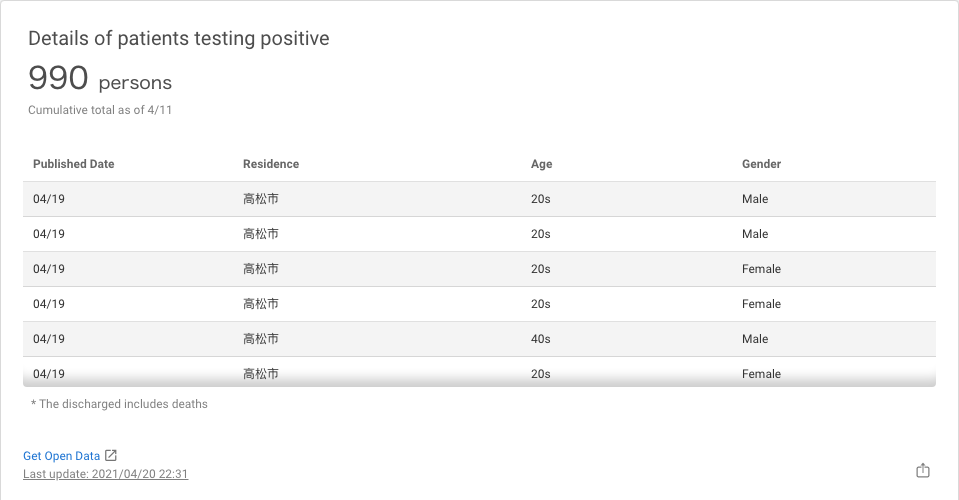 Details of patients testing positive
990 persons
Cumulative total as of 4/11
Published Date Residence Age Gender
04/19 高松市 20s Male
04/19 高松市 20s Male
04/19 高松市 20s Female
04/19 高松市 20s Female
04/19 高松市 40s Male
04/19 高松市 20s Female
* The discharged includes deaths
Get Open Data
Last update: 2021/04/20 22:31